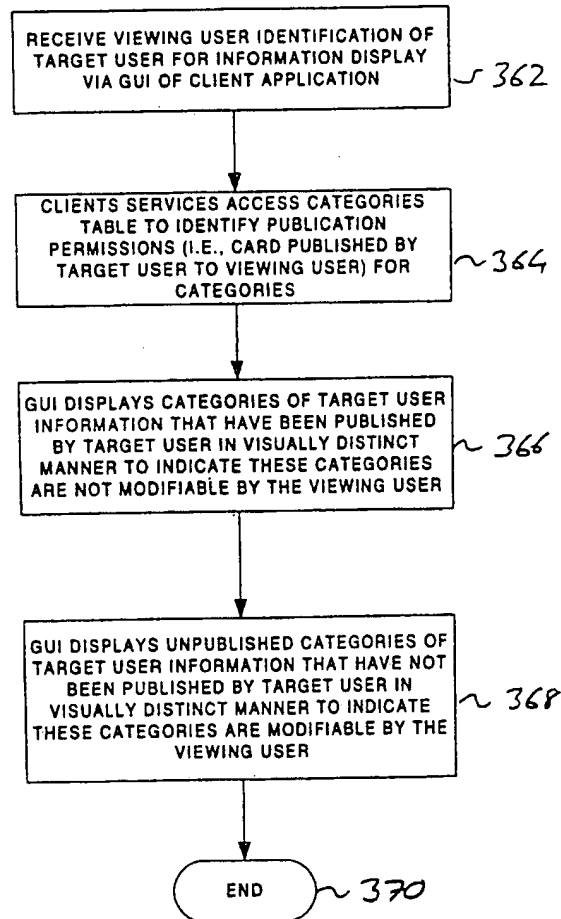 RECEIVE VIEWING USER IDENTIFICATION OF
TARGET USER FOR INFORMATION DISPLAY
VIA GUI OF CLIENT APPLICATION
362
CLIENTS SERVICES ACCESS CATEGORIES
TABLE TO IDENTIFY PUBLICATION
PERMISSIONS (I.E., CARD PUBLISHED BY
TARGET USER TO VIEWING USER) FOR
CATEGORIES
364
GUI DISPLAYS CATEGORIES OF TARGET USER
INFORMATION THAT HAVE BEEN PUBLISHED
BY TARGET USER IN VISUALLY DISTINCT
MANNER TO INDICATE THESE CATEGORIES
ARE NOT MODIFIABLE BY THE VIEWING USER
366
GUI DISPLAYS UNPUBLISHED CATEGORIES OF
TARGET USER INFORMATION THAT HAVE NOT
BEEN PUBLISHED BY TARGET USER IN
VISUALLY DISTINCT MANNER TO INDICATE
THESE CATEGORIES ARE MODIFIABLE BY THE
VIEWING USER
368
END
370